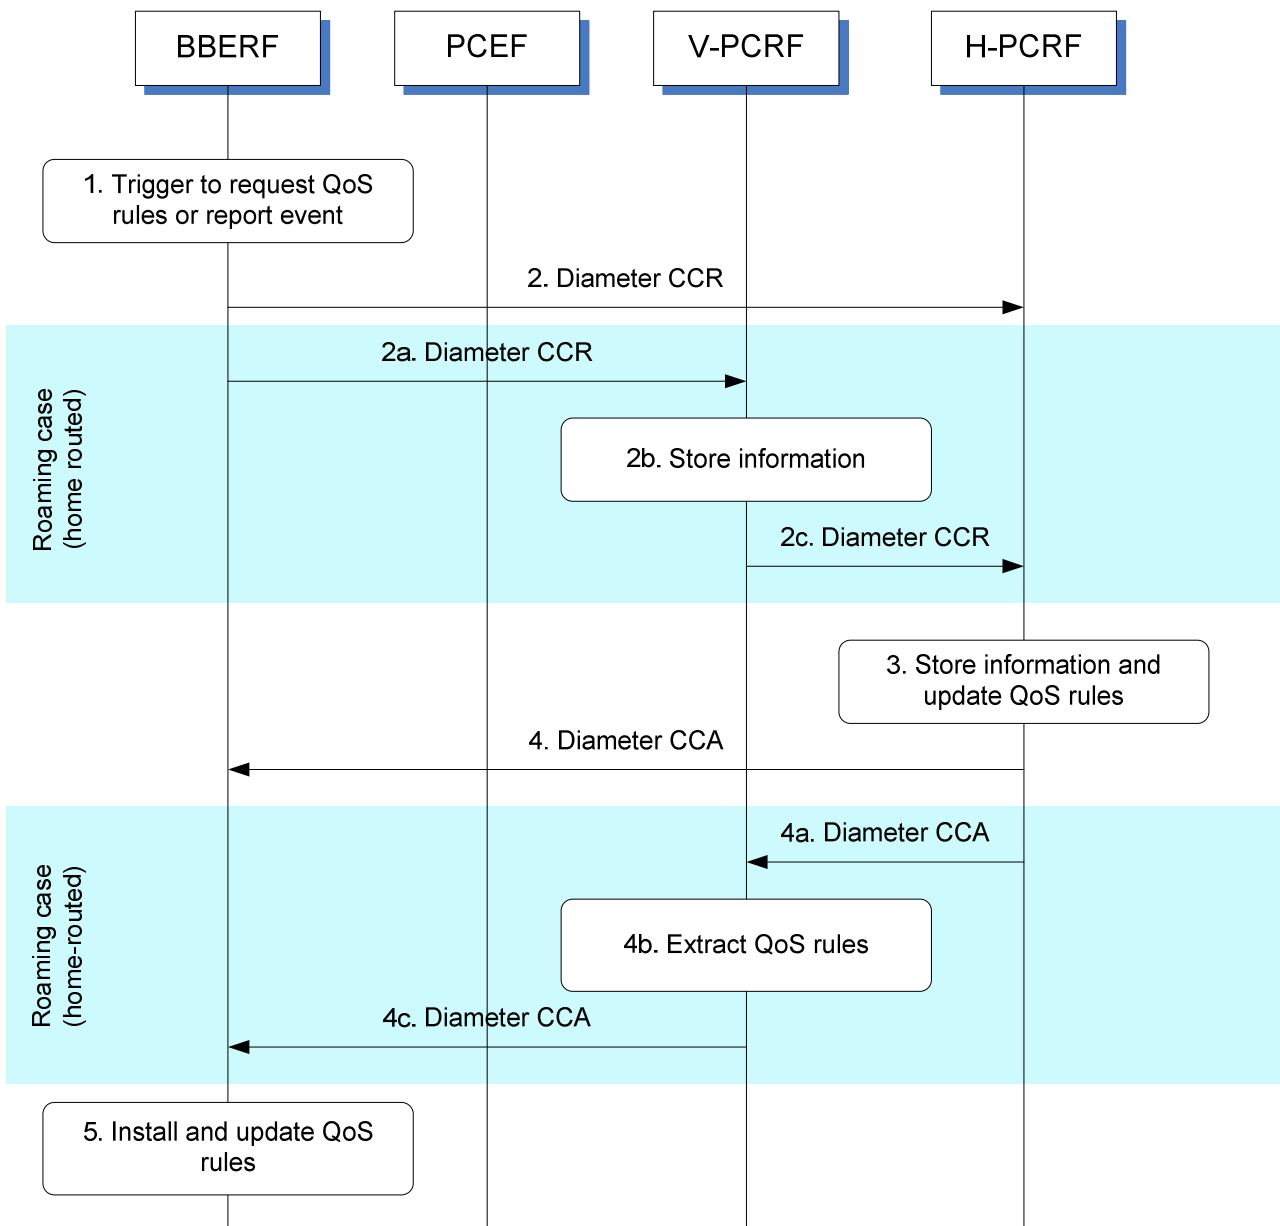 BBERF
PCEF
V-PCRF
H-PCRF
1. Trigger to request QoS
rules or report event
2. Diameter CCR
2a. Diameter CCR
Roaming case
(home routed)
2b. Store information
2c. Diameter CCR
3. Store information and
update QoS rules
4. Diameter CCA
4a. Diameter CCA
Roaming case
(home-routed)
4b. Extract QoS rules
4c. Diameter CCA
5. Install and update QoS
rules